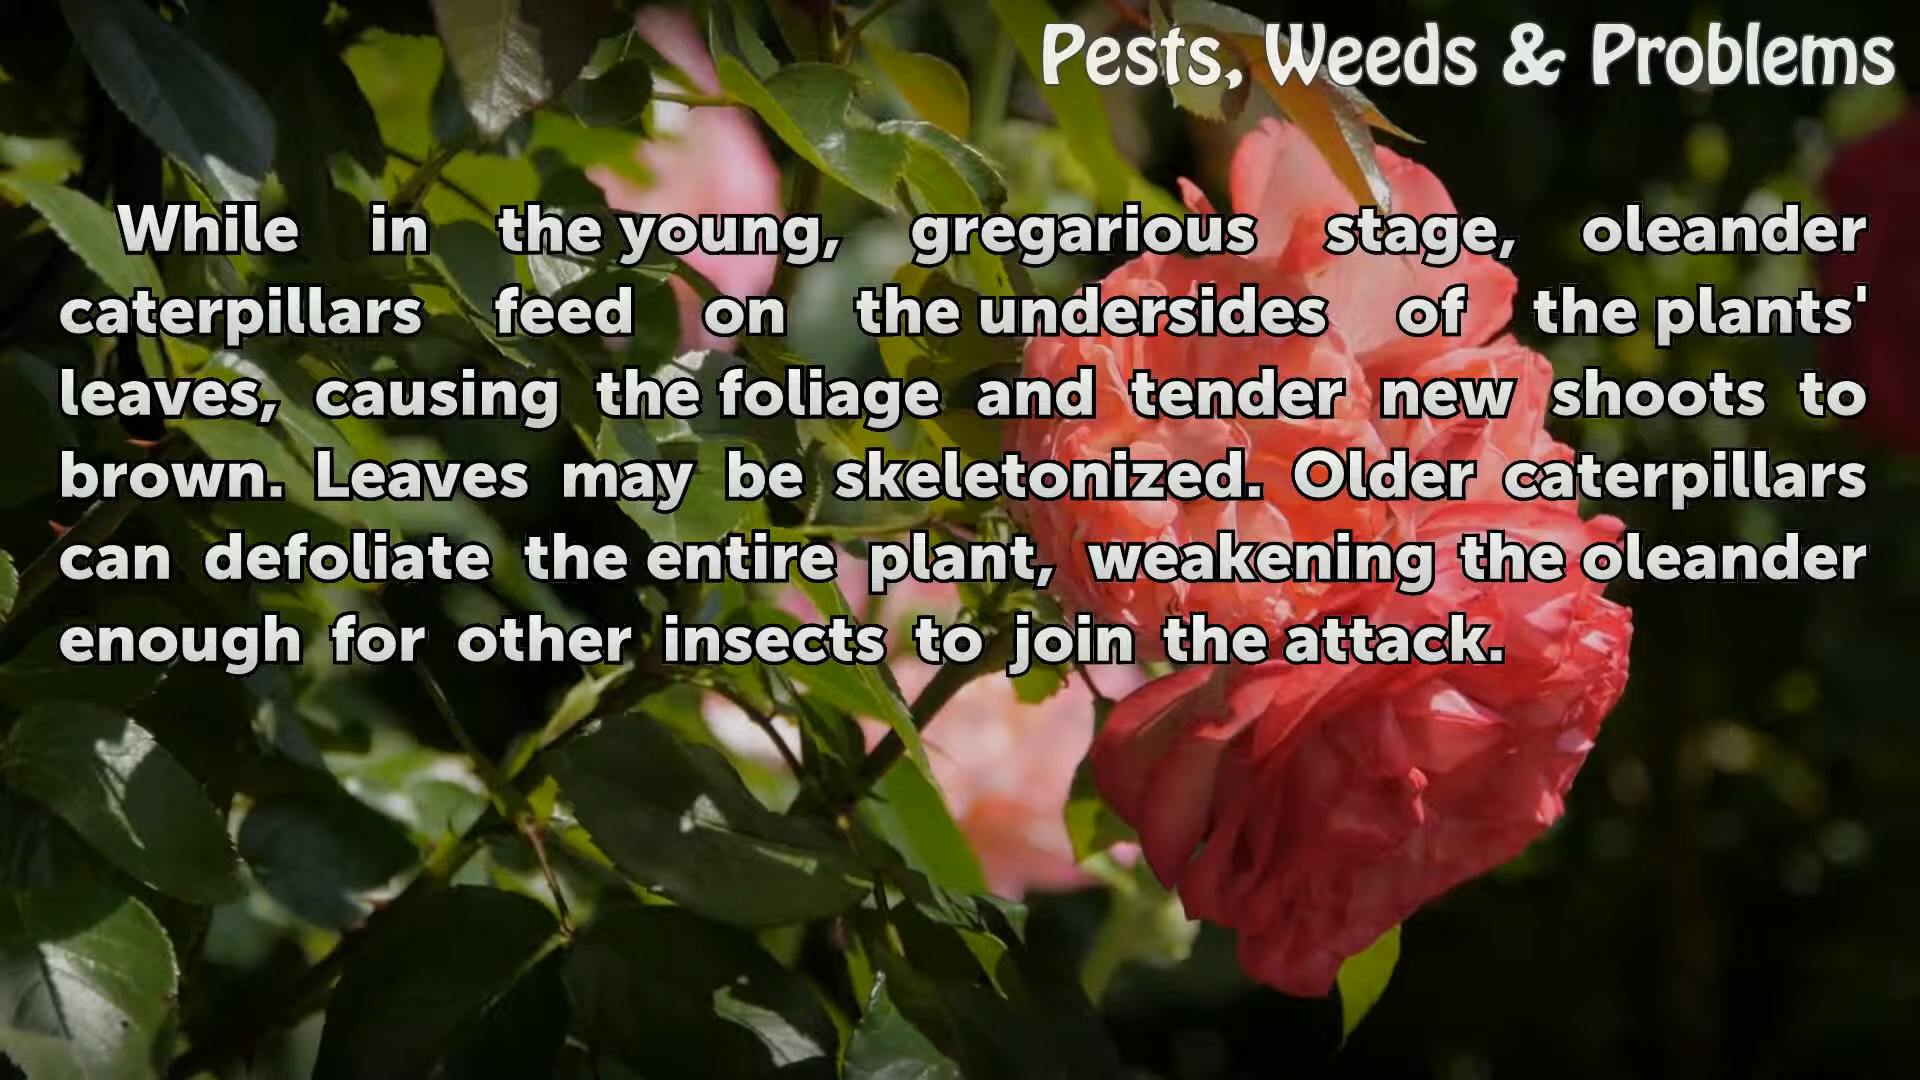 Pests, Weeds & Problems
While in the young, gregarious stage, oleander
caterpillars feed on the undersides of the plants'
leaves, causing the foliage and tender new shoots to
brown. Leaves may be skeletonized. Older caterpillars
can defoliate the entire plant, weakening the oleander
enough for other insects to join the attack.